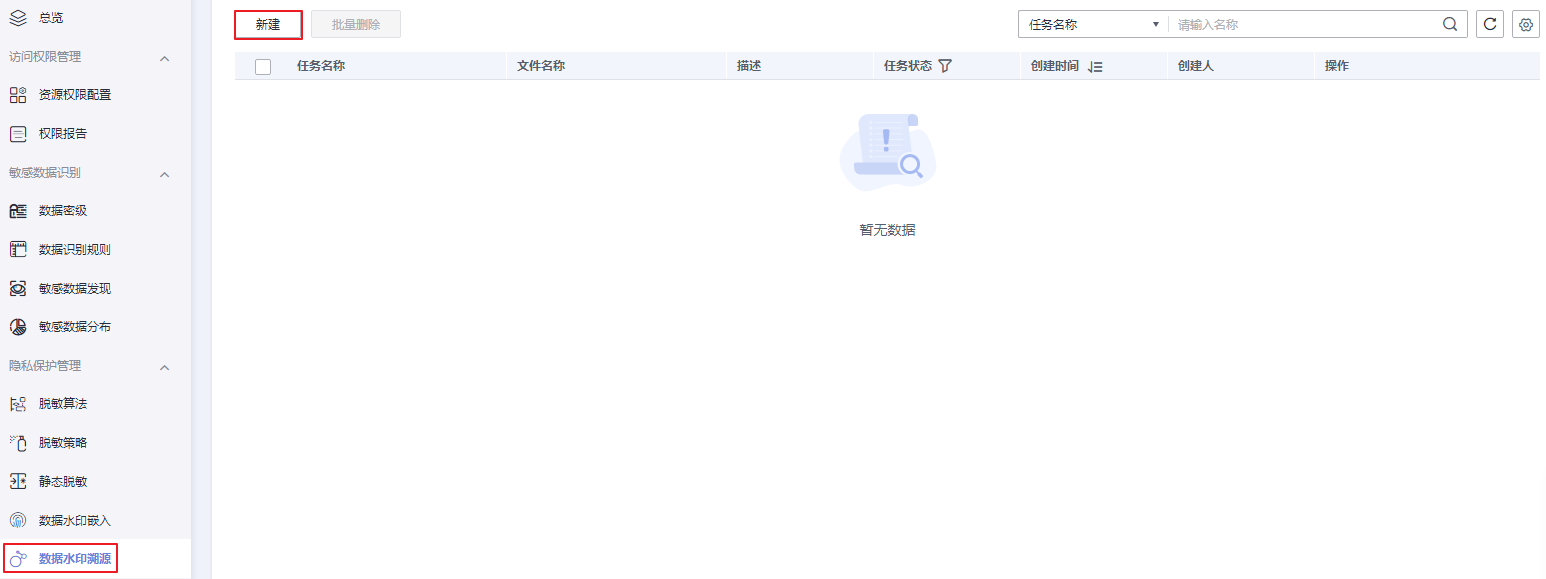 总览
访问权限管理
资源权限配置
权限报告
敏感数据识别
数据密级
数据识别规则
敏感数据发现
敏感数据分布
隐私保护管理
脱敏算法
脱敏策略
静态脱敏
数据水印嵌入
数据水印溯源
新建 批量删除 任务名称 请输入名称
任务名称 文件名称 描述 任务状态 创建时间 创建人 操作
暂无数据